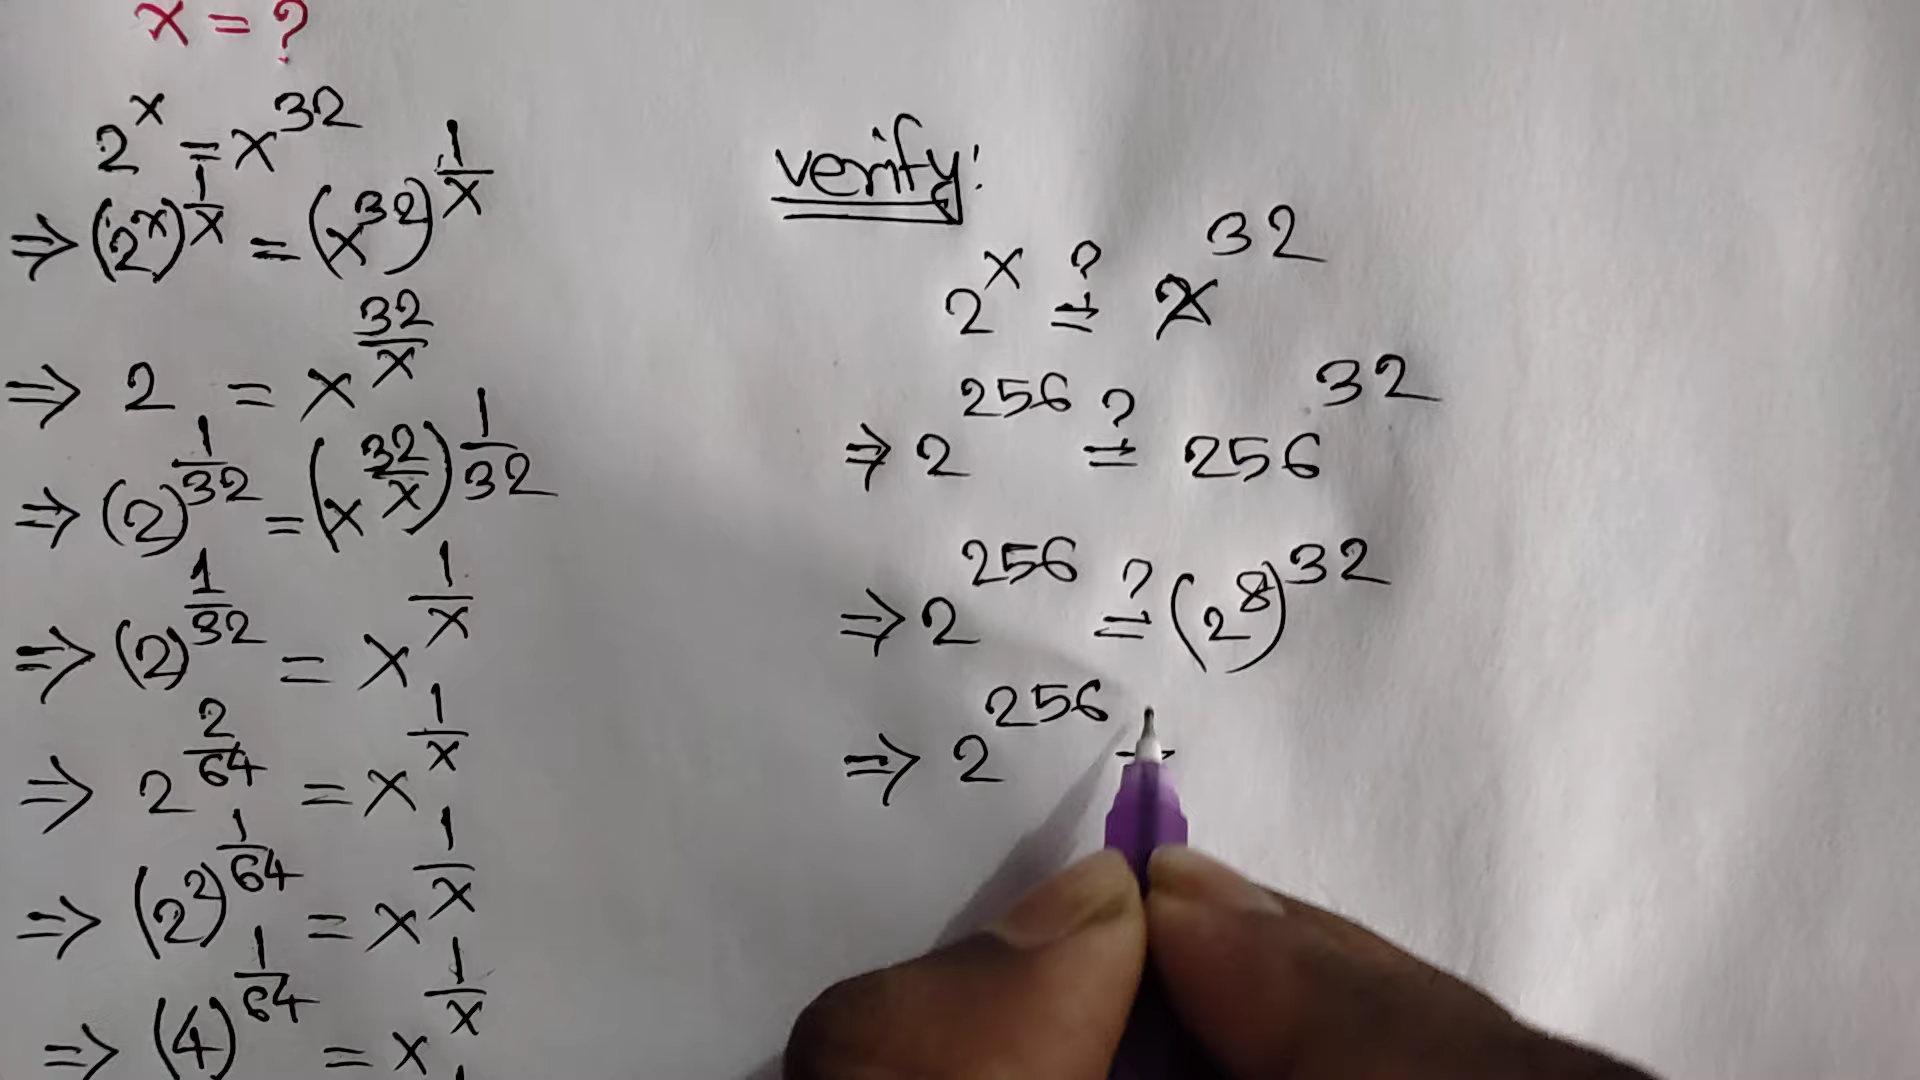 x = ?
2^x = x^32
⇒ (2^x)^(1/x) = (x^32)^(1/x)
⇒ 2 = x^(32/x)
⇒ (2)^(1/32) = (x^(32/x))^(1/32)
⇒ (2)^(1/32) = x^(1/x)
⇒ 2^(2/64) = x^(1/x)
⇒ (2^2)^(1/64) = x^(1/x)
⇒ (4)^(1/64) = x^(1/x)
verify:
2^x ?= x^32
⇒ 2^256 ?= 256^32
⇒ 2^256 ?= (2^8)^32
⇒ 2^256